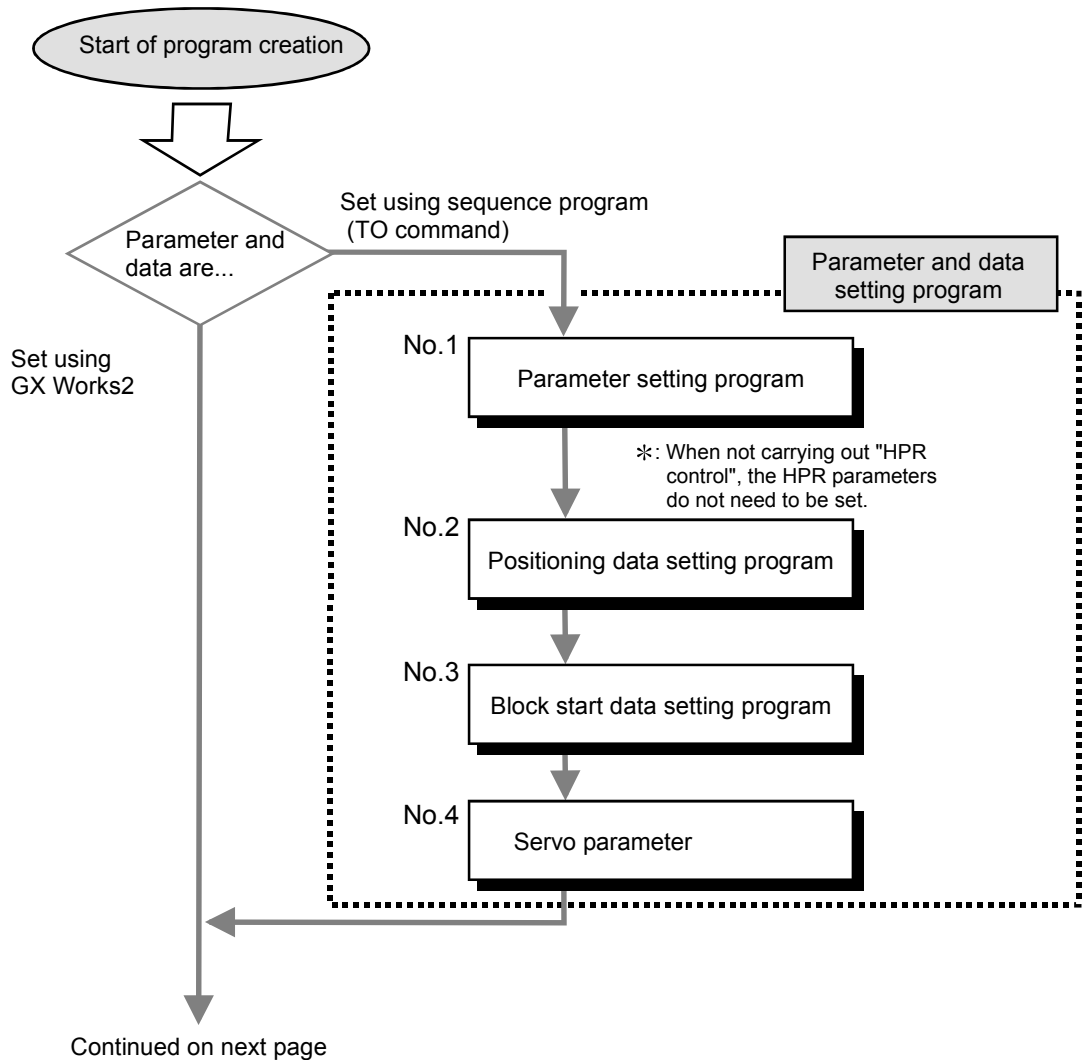 Start of program creation
Set using sequence program
(TO command)
Parameter and
data are...
Parameter and data
setting program
Set using
GX Works2
No.1
Parameter setting program
*: When not carrying out "HPR
control", the HPR parameters
do not need to be set.
No.2
Positioning data setting program
No.3
Block start data setting program
No.4
Servo parameter
Continued on next page